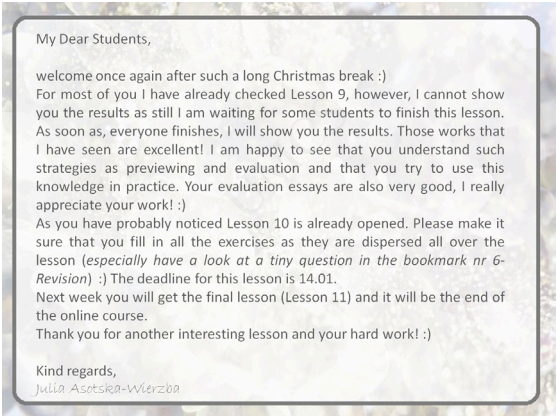 My Dear Students,
welcome once again after such a long Christmas break :)
For most of you I have already checked Lesson 9, however, I cannot show
you the results as still I am waiting for some students to finish this lesson.
As soon as, everyone finishes, I will show you the results. Those works that
I have seen are excellent! I am happy to see that you understand such
strategies as previewing and evaluation and that you try to use this
knowledge in practice. Your evaluation essays are also very good, I really
appreciate your work! :)
As you have probably noticed Lesson 10 is already opened. Please make it
sure that you fill in all the exercises as they are dispersed all over the
lesson (especially have a look at a tiny question in the bookmark nr 6-
Revision) :) The deadline for this lesson is 14.01.
Next week you will get the final lesson (Lesson 11) and it will be the end of
the online course.
Thank you for another interesting lesson and your hard work! :)
Kind regards,
Julia Asotska-Wierzba